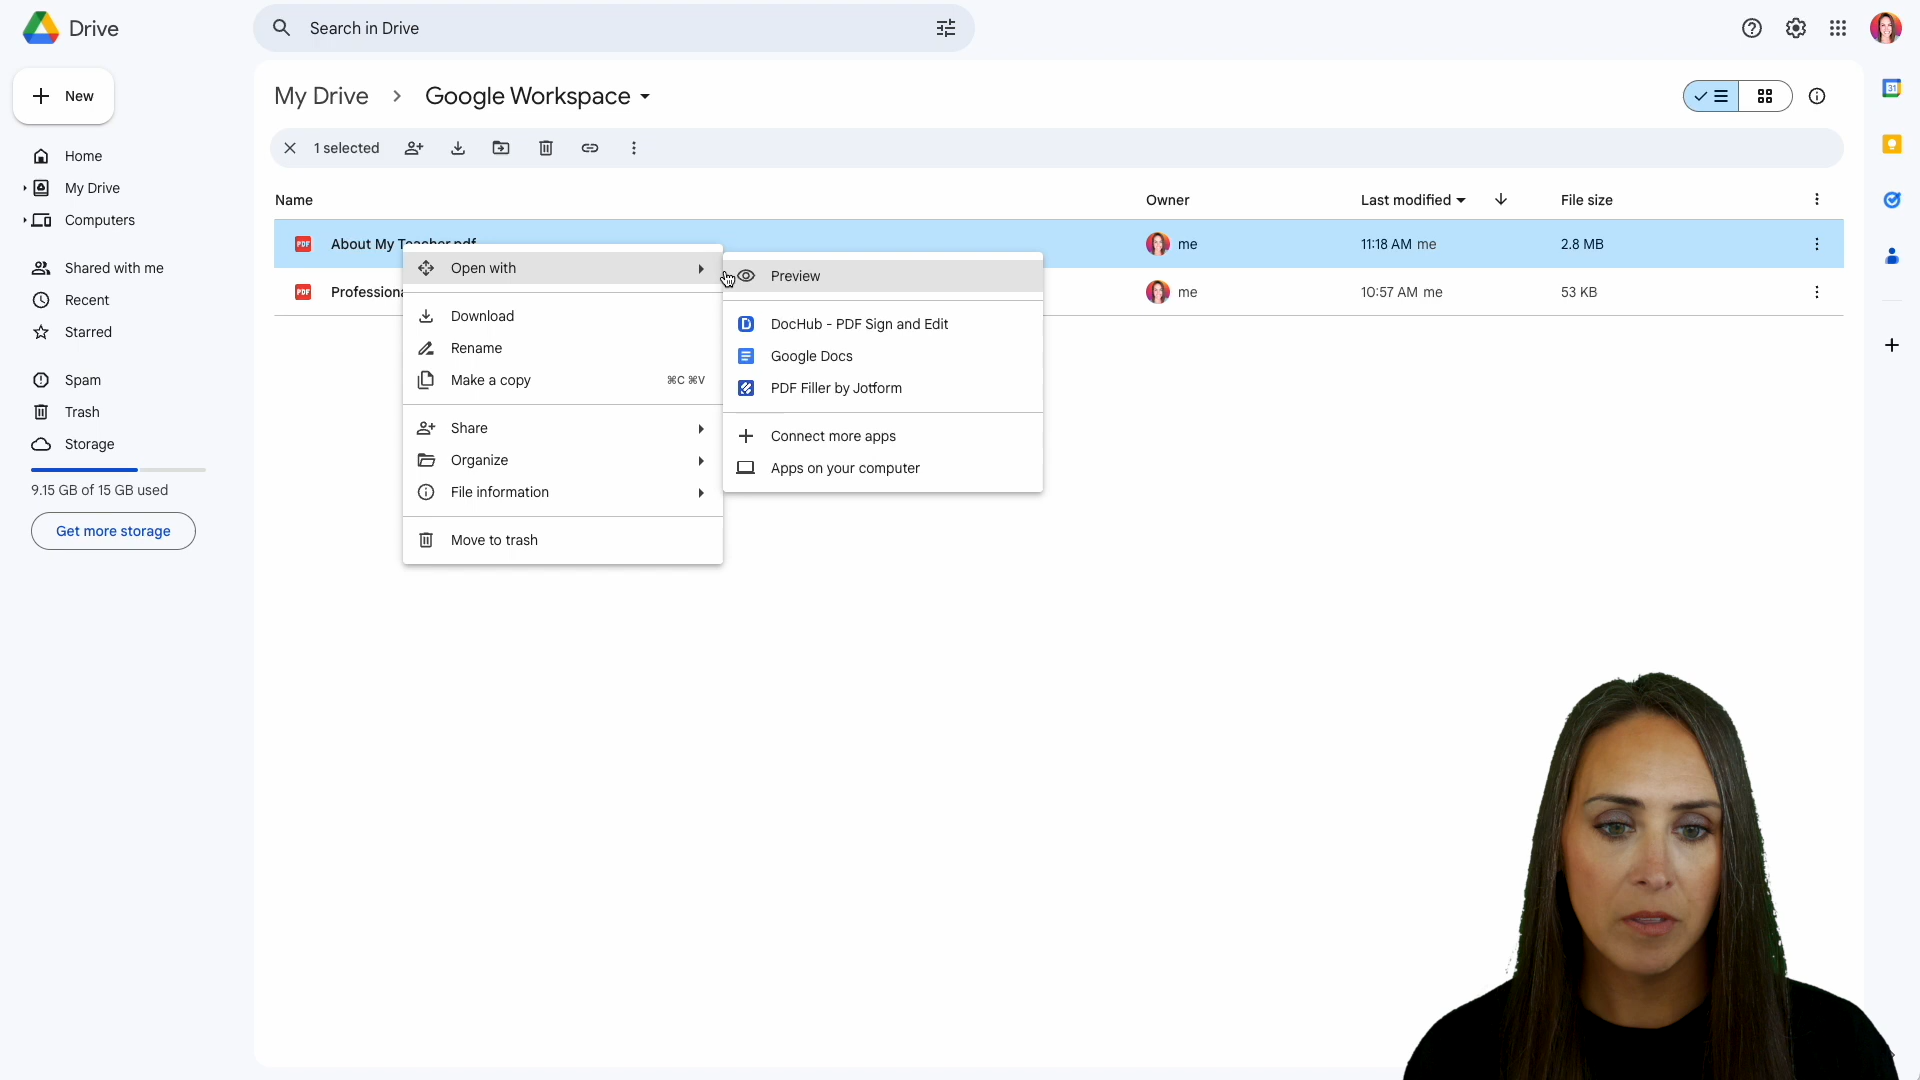 Drive
Search in Drive
New
Home
My Drive
Computers
Shared with me
Recent
Starred
Spam
Trash
Storage
9.15 GB of 15 GB used
Get more storage
My Drive
Google Workspace
1 selected
Name
Owner
Last modified
File size
PDF
About My Teacher.pdf
me
11:18 AM me
2.8 MB
PDF
me
10:57 AM me
53 KB
Open with
Download
Rename
Make a copy
⌘C ⌘V
Share
Organize
File information
Move to trash
Preview
DocHub - PDF Sign and Edit
Google Docs
PDF Filler by Jotform
Connect more apps
Apps on your computer
31